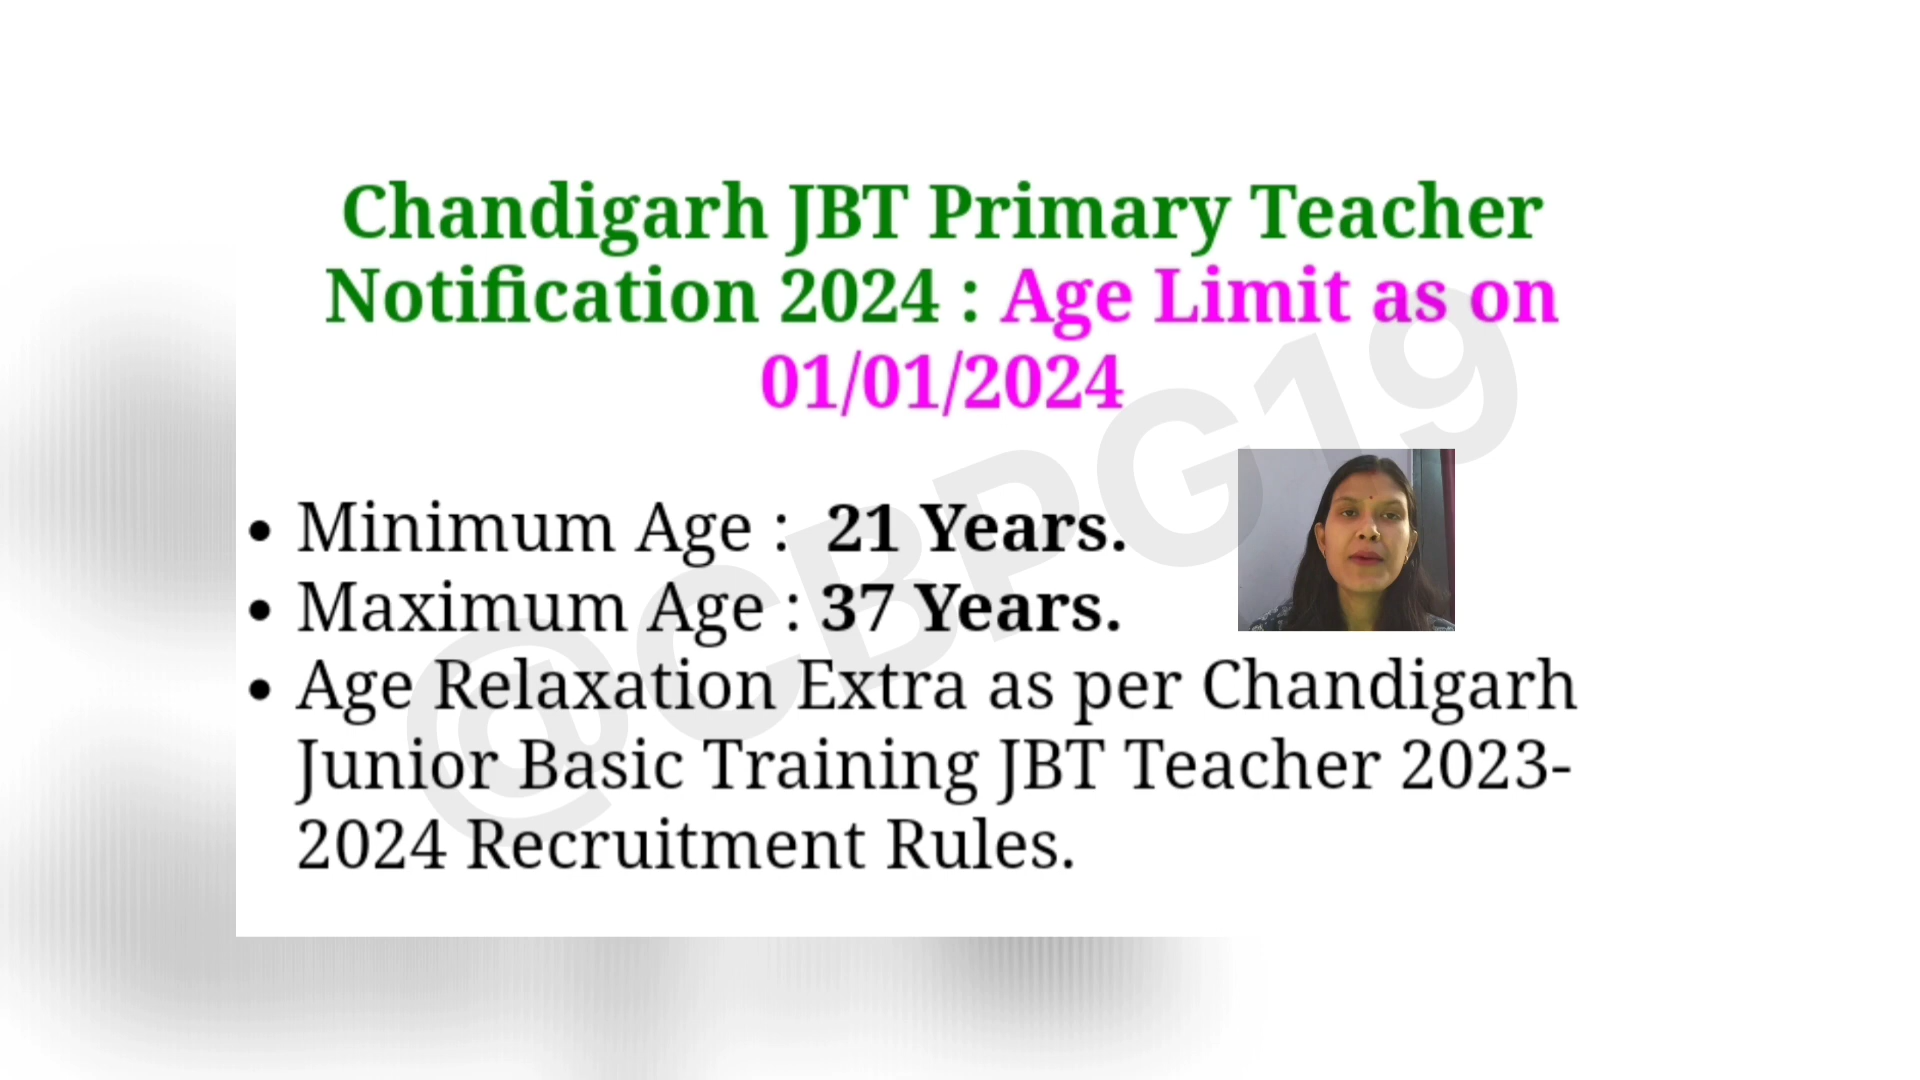 Chandigarh JBT Primary Teacher
Notification 2024 : Age Limit as on
01/01/2024
• Minimum Age :  21 Years.
• Maximum Age : 37 Years.
• Age Relaxation Extra as per Chandigarh
Junior Basic Training JBT Teacher 2023-
2024 Recruitment Rules.
@CBPG19